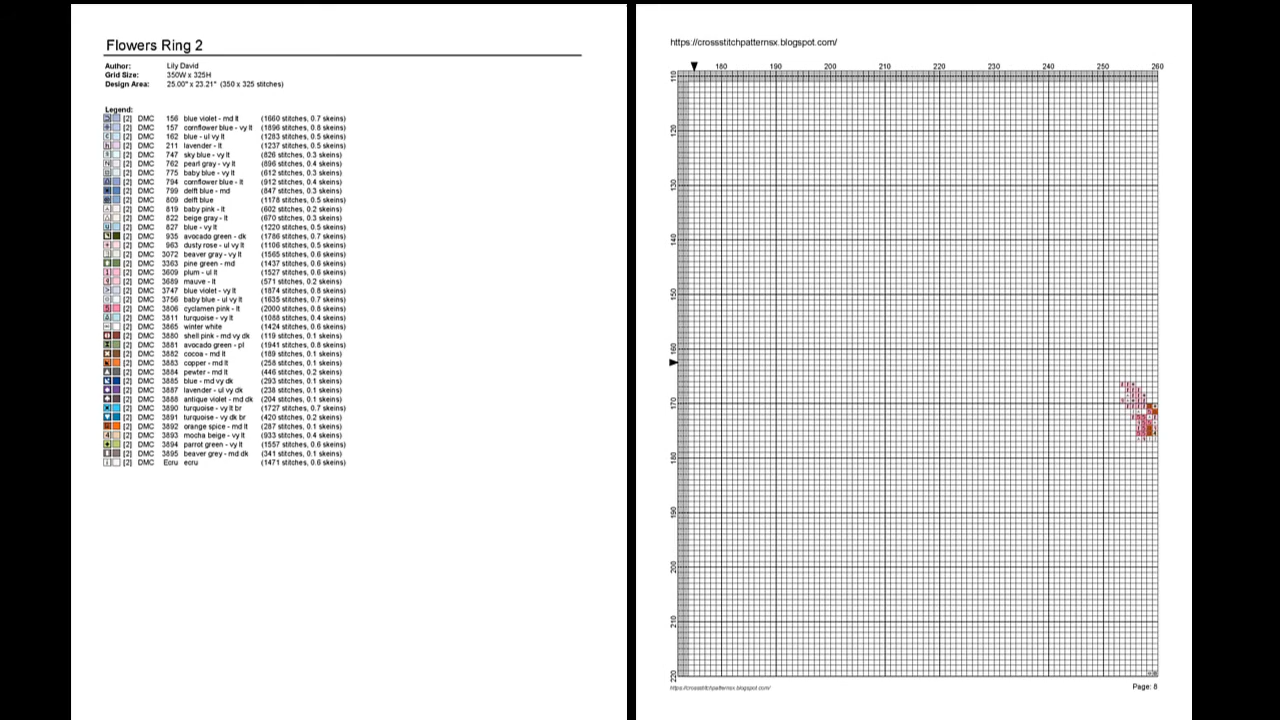 Flowers Ring 2
Author: Lily David
Grid Size: 350W x 325H
Design Area: 25.00" x 23.21" (350 x 325 stitches)
Legend:
[2] DMC 156 blue violet - md lt (1660 stitches, 0.7 skeins)
[2] DMC 157 cornflower blue - vy lt (1896 stitches, 0.8 skeins)
[2] DMC 162 blue - ul vy lt (1283 stitches, 0.5 skeins)
[2] DMC 211 lavender - lt (1237 stitches, 0.5 skeins)
[2] DMC 747 sky blue - vy lt (826 stitches, 0.3 skeins)
[2] DMC 762 pearl gray - vy lt (896 stitches, 0.4 skeins)
[2] DMC 775 baby blue - vy lt (612 stitches, 0.3 skeins)
[2] DMC 794 cornflower blue - lt (912 stitches, 0.4 skeins)
[2] DMC 799 delft blue - md (847 stitches, 0.3 skeins)
[2] DMC 809 delft blue (1178 stitches, 0.5 skeins)
[2] DMC 819 baby pink - lt (602 stitches, 0.2 skeins)
[2] DMC 822 beige gray - lt (670 stitches, 0.3 skeins)
[2] DMC 827 blue - vy lt (1220 stitches, 0.5 skeins)
[2] DMC 935 avocado green - dk (1786 stitches, 0.7 skeins)
[2] DMC 963 dusty rose - ul vy lt (1106 stitches, 0.5 skeins)
[2] DMC 3072 beaver gray - vy lt (1565 stitches, 0.6 skeins)
[2] DMC 3363 pine green - md (1437 stitches, 0.6 skeins)
[2] DMC 3609 plum - ul lt (1527 stitches, 0.6 skeins)
[2] DMC 3689 mauve - lt (571 stitches, 0.2 skeins)
[2] DMC 3747 blue violet - vy lt (1874 stitches, 0.8 skeins)
[2] DMC 3756 baby blue - ul vy lt (1635 stitches, 0.7 skeins)
[2] DMC 3806 cyclamen pink - lt (2000 stitches, 0.8 skeins)
[2] DMC 3811 turquoise - vy lt (1088 stitches, 0.4 skeins)
[2] DMC 3865 winter white (1424 stitches, 0.6 skeins)
[2] DMC 3880 shell pink - md vy dk (119 stitches, 0.1 skeins)
[2] DMC 3881 avocado green - pl (1941 stitches, 0.8 skeins)
[2] DMC 3882 cocoa - md lt (189 stitches, 0.1 skeins)
[2] DMC 3883 copper - md lt (258 stitches, 0.1 skeins)
[2] DMC 3884 pewter - md lt (446 stitches, 0.2 skeins)
[2] DMC 3885 blue - md vy dk (293 stitches, 0.1 skeins)
[2] DMC 3887 lavender - ul vy dk (238 stitches, 0.1 skeins)
[2] DMC 3888 antique violet - md dk (204 stitches, 0.1 skeins)
[2] DMC 3890 turquoise - vy lt br (1727 stitches, 0.7 skeins)
[2] DMC 3891 turquoise - vy dk br (420 stitches, 0.2 skeins)
[2] DMC 3892 orange spice - md lt (287 stitches, 0.1 skeins)
[2] DMC 3893 mocha beige - vy lt (933 stitches, 0.4 skeins)
[2] DMC 3894 parrot green - vy lt (1557 stitches, 0.6 skeins)
[2] DMC 3895 beaver grey - md dk (341 stitches, 0.1 skeins)
[2] DMC Ecru ecru (1471 stitches, 0.6 skeins)
https://crossstitchpatternsx.blogspot.com/
180 190 200 210 220 230 240 250 260
110
120
130
140
150
160
170
180
190
200
210
220
https://crossstitchpatternsx.blogspot.com/
Page: 8